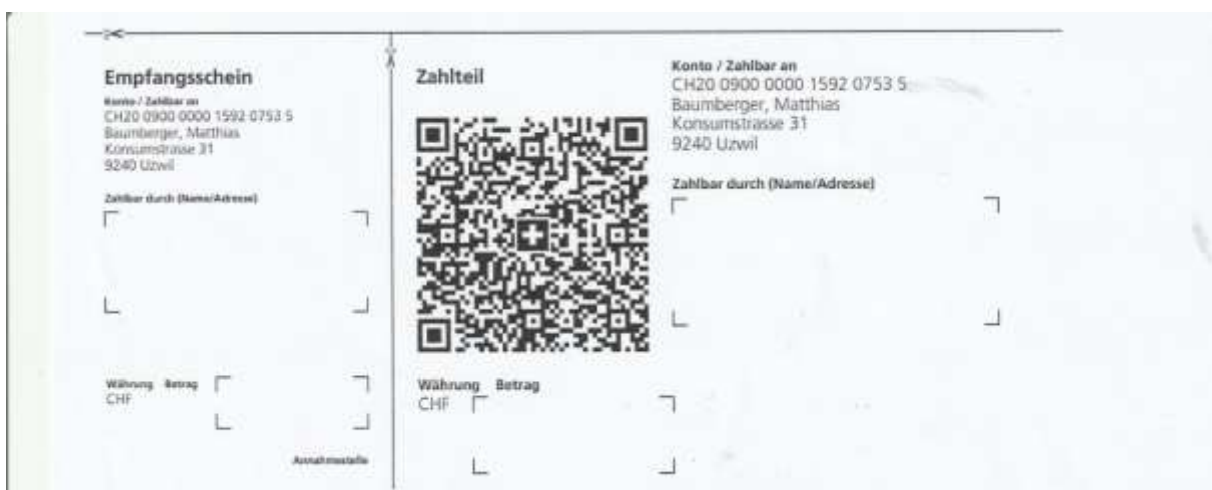 Empfangsschein
Konto / Zahlbar an
CH20 0900 0000 1592 0753 5
Baumberger, Matthias
Konsumstrasse 31
9240 Uzwil
Zahlbar durch (Name/Adresse)
Währung Betrag
CHF
Annahmestelle
Zahlteil
Währung Betrag
CHF
Konto / Zahlbar an
CH20 0900 0000 1592 0753 5
Baumberger, Matthias
Konsumstrasse 31
9240 Uzwil
Zahlbar durch (Name/Adresse)